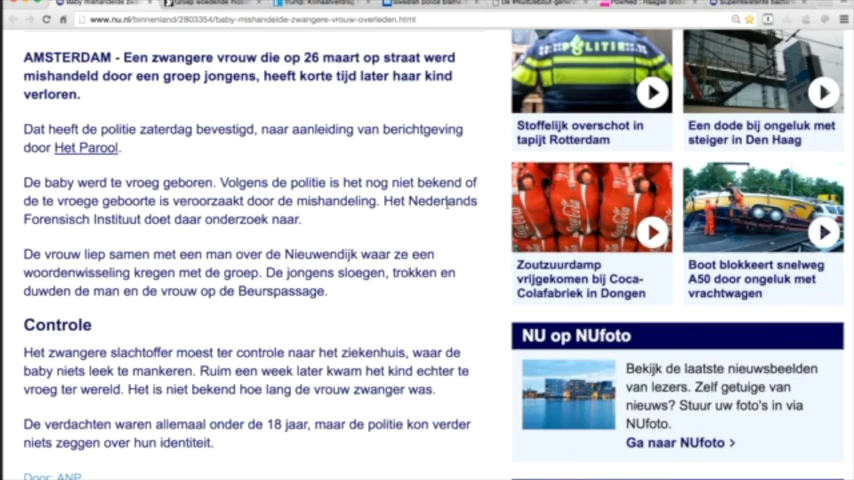 www.nu.nl/binnenland/2803354/baby-mishandelde-zwangere-vrouw-overleden.html
AMSTERDAM - Een zwangere vrouw die op 26 maart op straat werd
mishandeld door een groep jongens, heeft korte tijd later haar kind
verloren.
Dat heeft de politie zaterdag bevestigd, naar aanleiding van berichtgeving
door Het Parool.
De baby werd te vroeg geboren. Volgens de politie is het nog niet bekend of
de te vroege geboorte is veroorzaakt door de mishandeling. Het Nederlands
Forensisch Instituut doet daar onderzoek naar.
De vrouw liep samen met een man over de Nieuwendijk waar ze een
woordenwisseling kregen met de groep. De jongens sloegen, trokken en
duwden de man en de vrouw op de Beurspassage.
Controle
Het zwangere slachtoffer moest ter controle naar het ziekenhuis, waar de
baby niets leek te mankeren. Ruim een week later kwam het kind echter te
vroeg ter wereld. Het is niet bekend hoe lang de vrouw zwanger was.
De verdachten waren allemaal onder de 18 jaar, maar de politie kon verder
niets zeggen over hun identiteit.
Door: ANP
POLITIE
Stoffelijk overschot in
tapijt Rotterdam
Een dode bij ongeluk met
steiger in Den Haag
Coca-Cola
Zoutzuurdamp
vrijgekomen bij Coca-
Colafabriek in Dongen
Boot blokkeert snelweg
A50 door ongeluk met
vrachtwagen
NU op NUfoto
Bekijk de laatste nieuwsbeelden
van lezers. Zelf getuige van
nieuws? Stuur uw foto's in via
NUfoto.
Ga naar NUfoto >